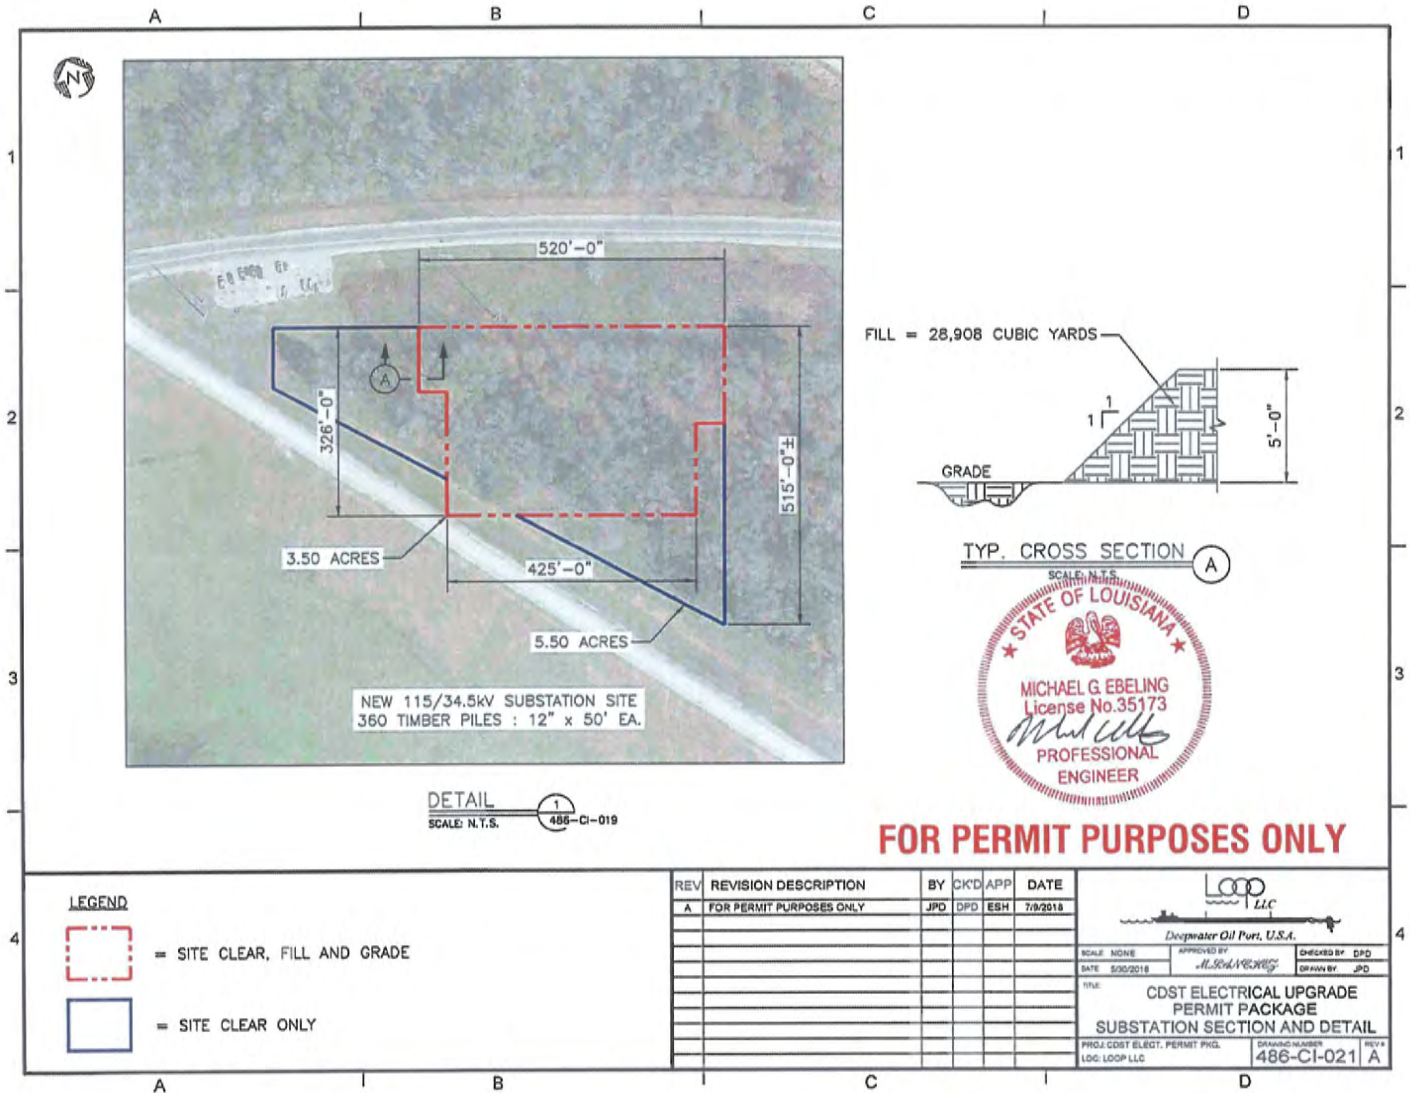 A B C D
N
1 1
520'-0"
FILL = 28,908 CUBIC YARDS
A
326'-0"
515'-0"±
1
1
5'-0"
2 2
GRADE
3.50 ACRES
425'-0"
5.50 ACRES
TYP. CROSS SECTION A
SCALE: N.T.S.
STATE OF LOUISIANA
MICHAEL G. EBELING
License No.35173
PROFESSIONAL
ENGINEER
3 3
NEW 115/34.5kV SUBSTATION SITE
360 TIMBER PILES : 12" x 50' EA.
DETAIL 1
SCALE: N.T.S. 486-CI-019
FOR PERMIT PURPOSES ONLY
LEGEND
= SITE CLEAR, FILL AND GRADE
= SITE CLEAR ONLY
4 4
REV REVISION DESCRIPTION BY CK'D APP DATE
A FOR PERMIT PURPOSES ONLY JPD DPD ESH 7/9/2018
LOOP
LLC
Deepwater Oil Port, U.S.A.
SCALE NONE APPROVED BY CHECKED BY DPD
DATE 5/30/2018 DRAWN BY JPD
TITLE:
CDST ELECTRICAL UPGRADE
PERMIT PACKAGE
SUBSTATION SECTION AND DETAIL
PROJ: CDST ELECT. PERMIT PKG. DRAWING NUMBER REV #
LOC: LOOP LLC 486-CI-021 A
A B C D